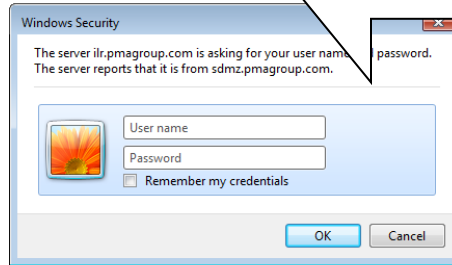 Windows Security
The server ilr.pmagroup.com is asking for your user name password.
The server reports that it is from sdmz.pmagroup.com.
User name
Password
Remember my credentials
OK Cancel